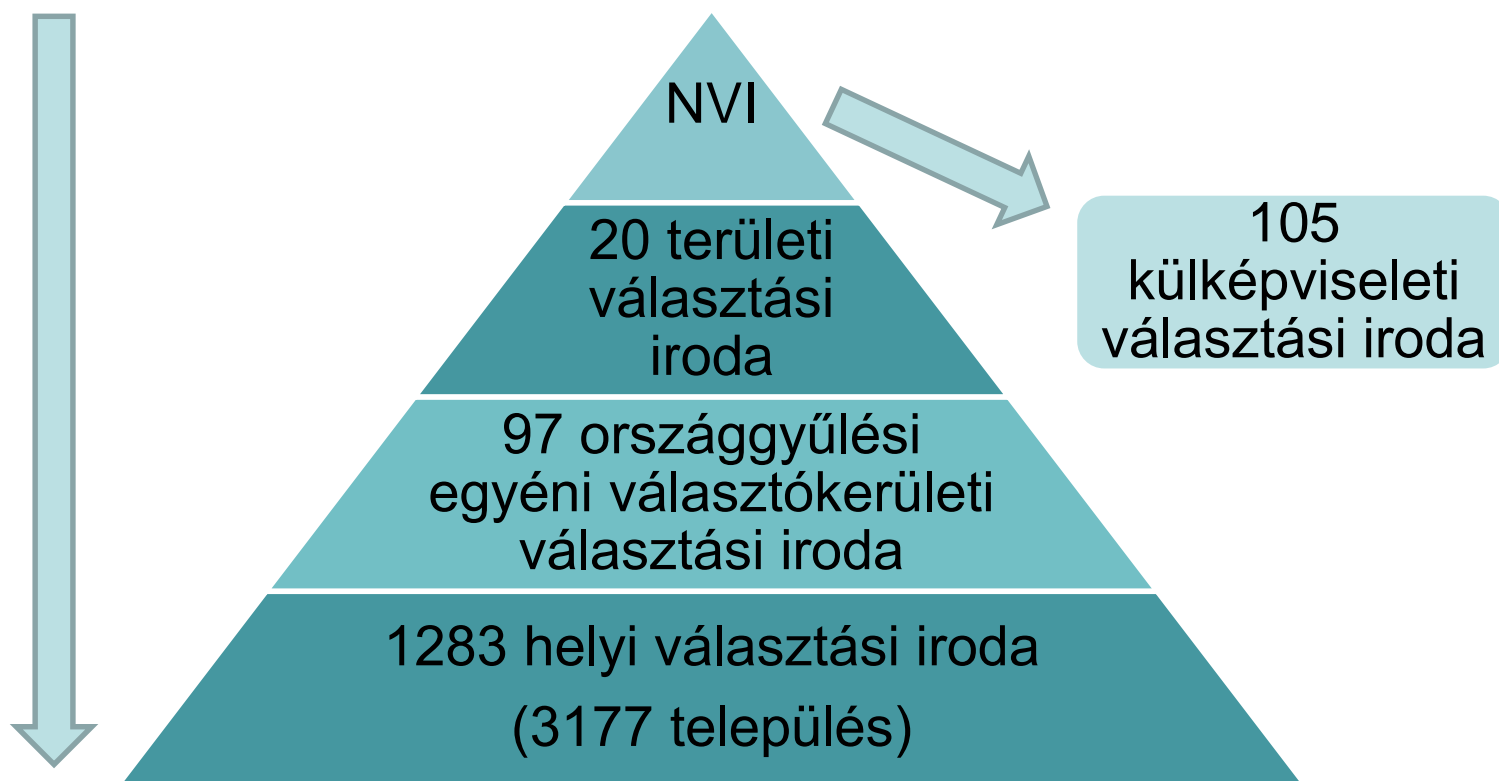 NVI
20 területi
választási
iroda
97 országgyűlési
egyéni választókerületi
választási iroda
1283 helyi választási iroda
(3177 település)
105
külképviseleti
választási iroda